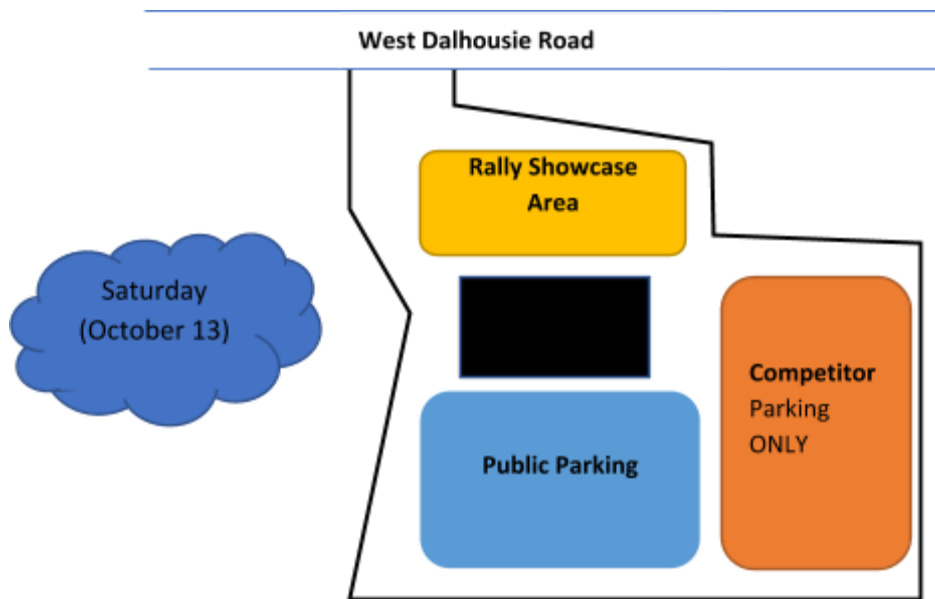 West Dalhousie Road
Rally Showcase
Area
Saturday
(October 13)
Competitor
Parking
ONLY
Public Parking